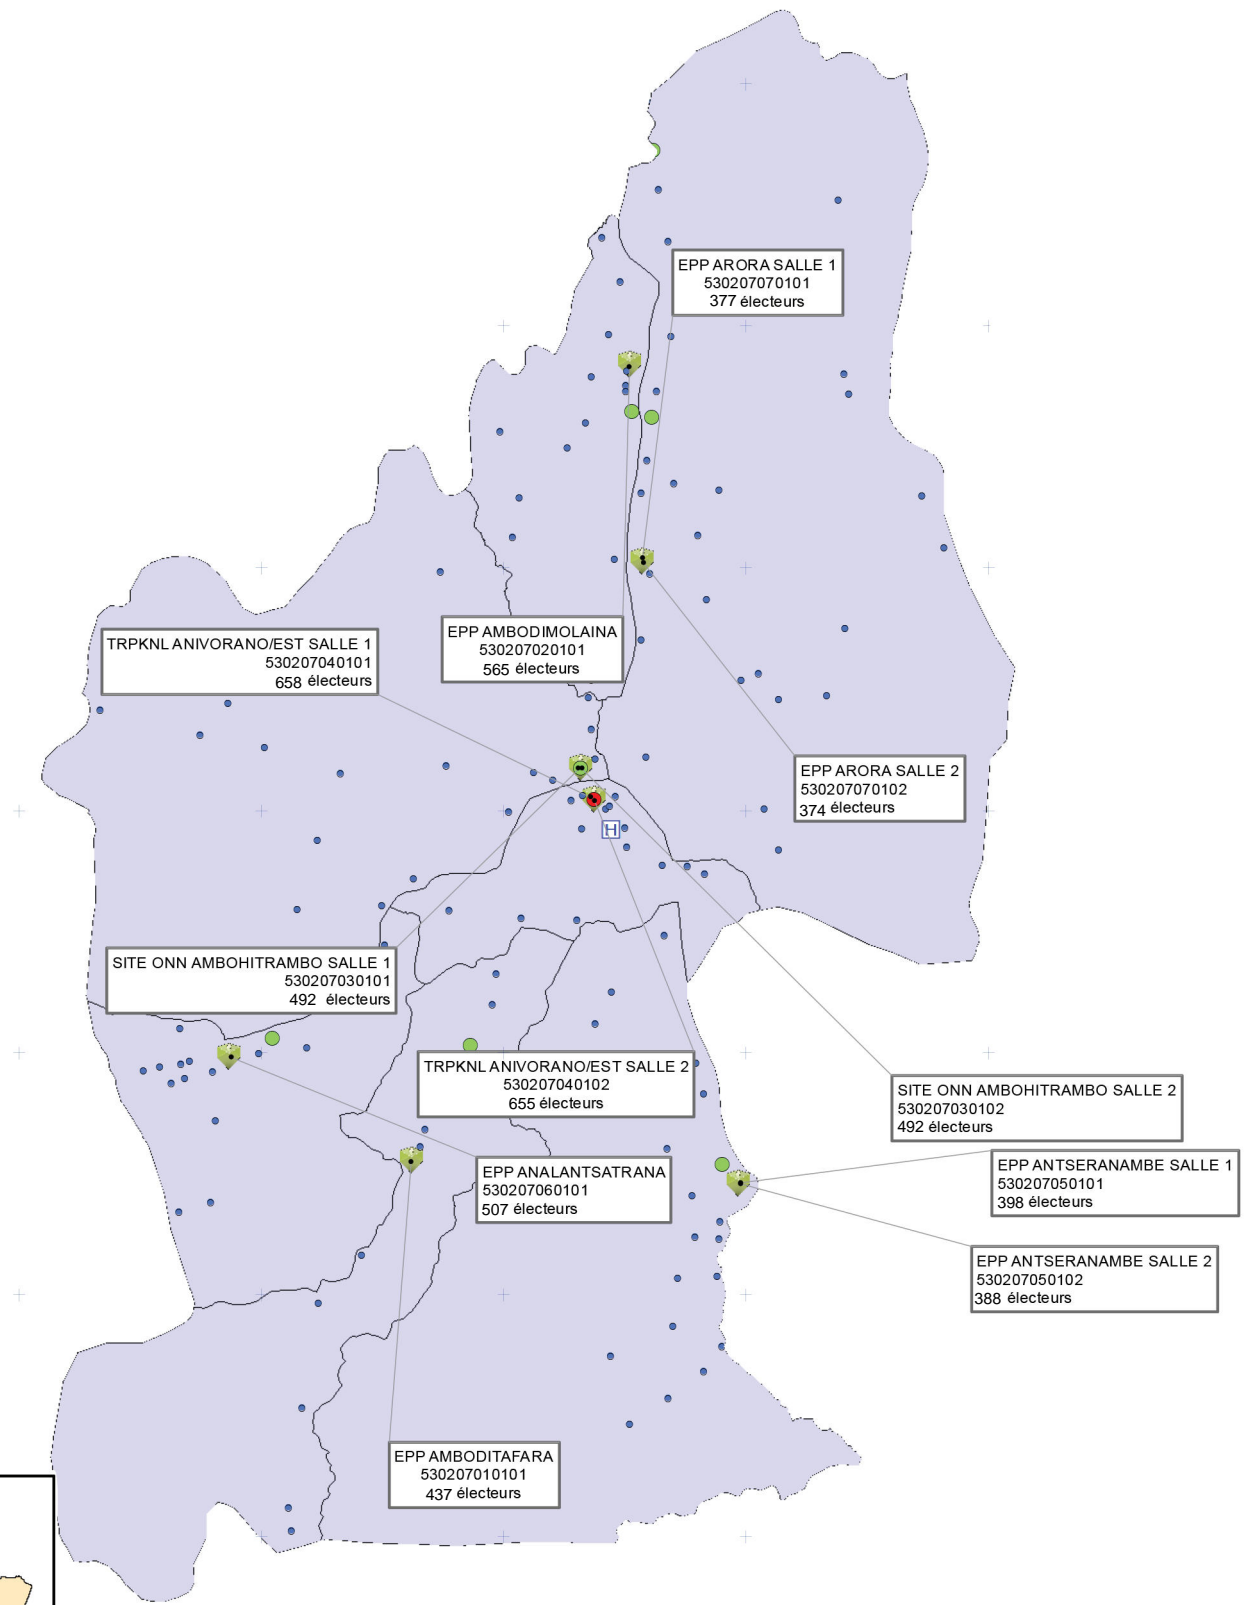 EPP ARORA SALLE 1
530207070101
377 électeurs
EPP AMBODIMOLAINA
530207020101
565 électeurs
TRPKNL ANIVORANO/EST SALLE 1
530207040101
658 électeurs
EPP ARORA SALLE 2
530207070102
374 électeurs
H
SITE ONN AMBOHITRAMBO SALLE 1
530207030101
492 électeurs
TRPKNL ANIVORANO/EST SALLE 2
530207040102
655 électeurs
SITE ONN AMBOHITRAMBO SALLE 2
530207030102
492 électeurs
EPP ANALANTSATRANA
530207060101
507 électeurs
EPP ANTSERANAMBE SALLE 1
530207050101
398 électeurs
EPP ANTSERANAMBE SALLE 2
530207050102
388 électeurs
EPP AMBODITAFARA
530207010101
437 électeurs